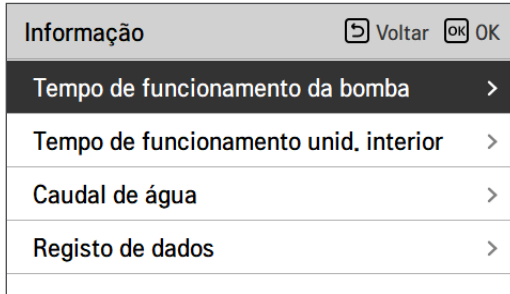 Informação Voltar OK OK
Tempo de funcionamento da bomba
Tempo de funcionamento unid. interior
Caudal de água
Registo de dados